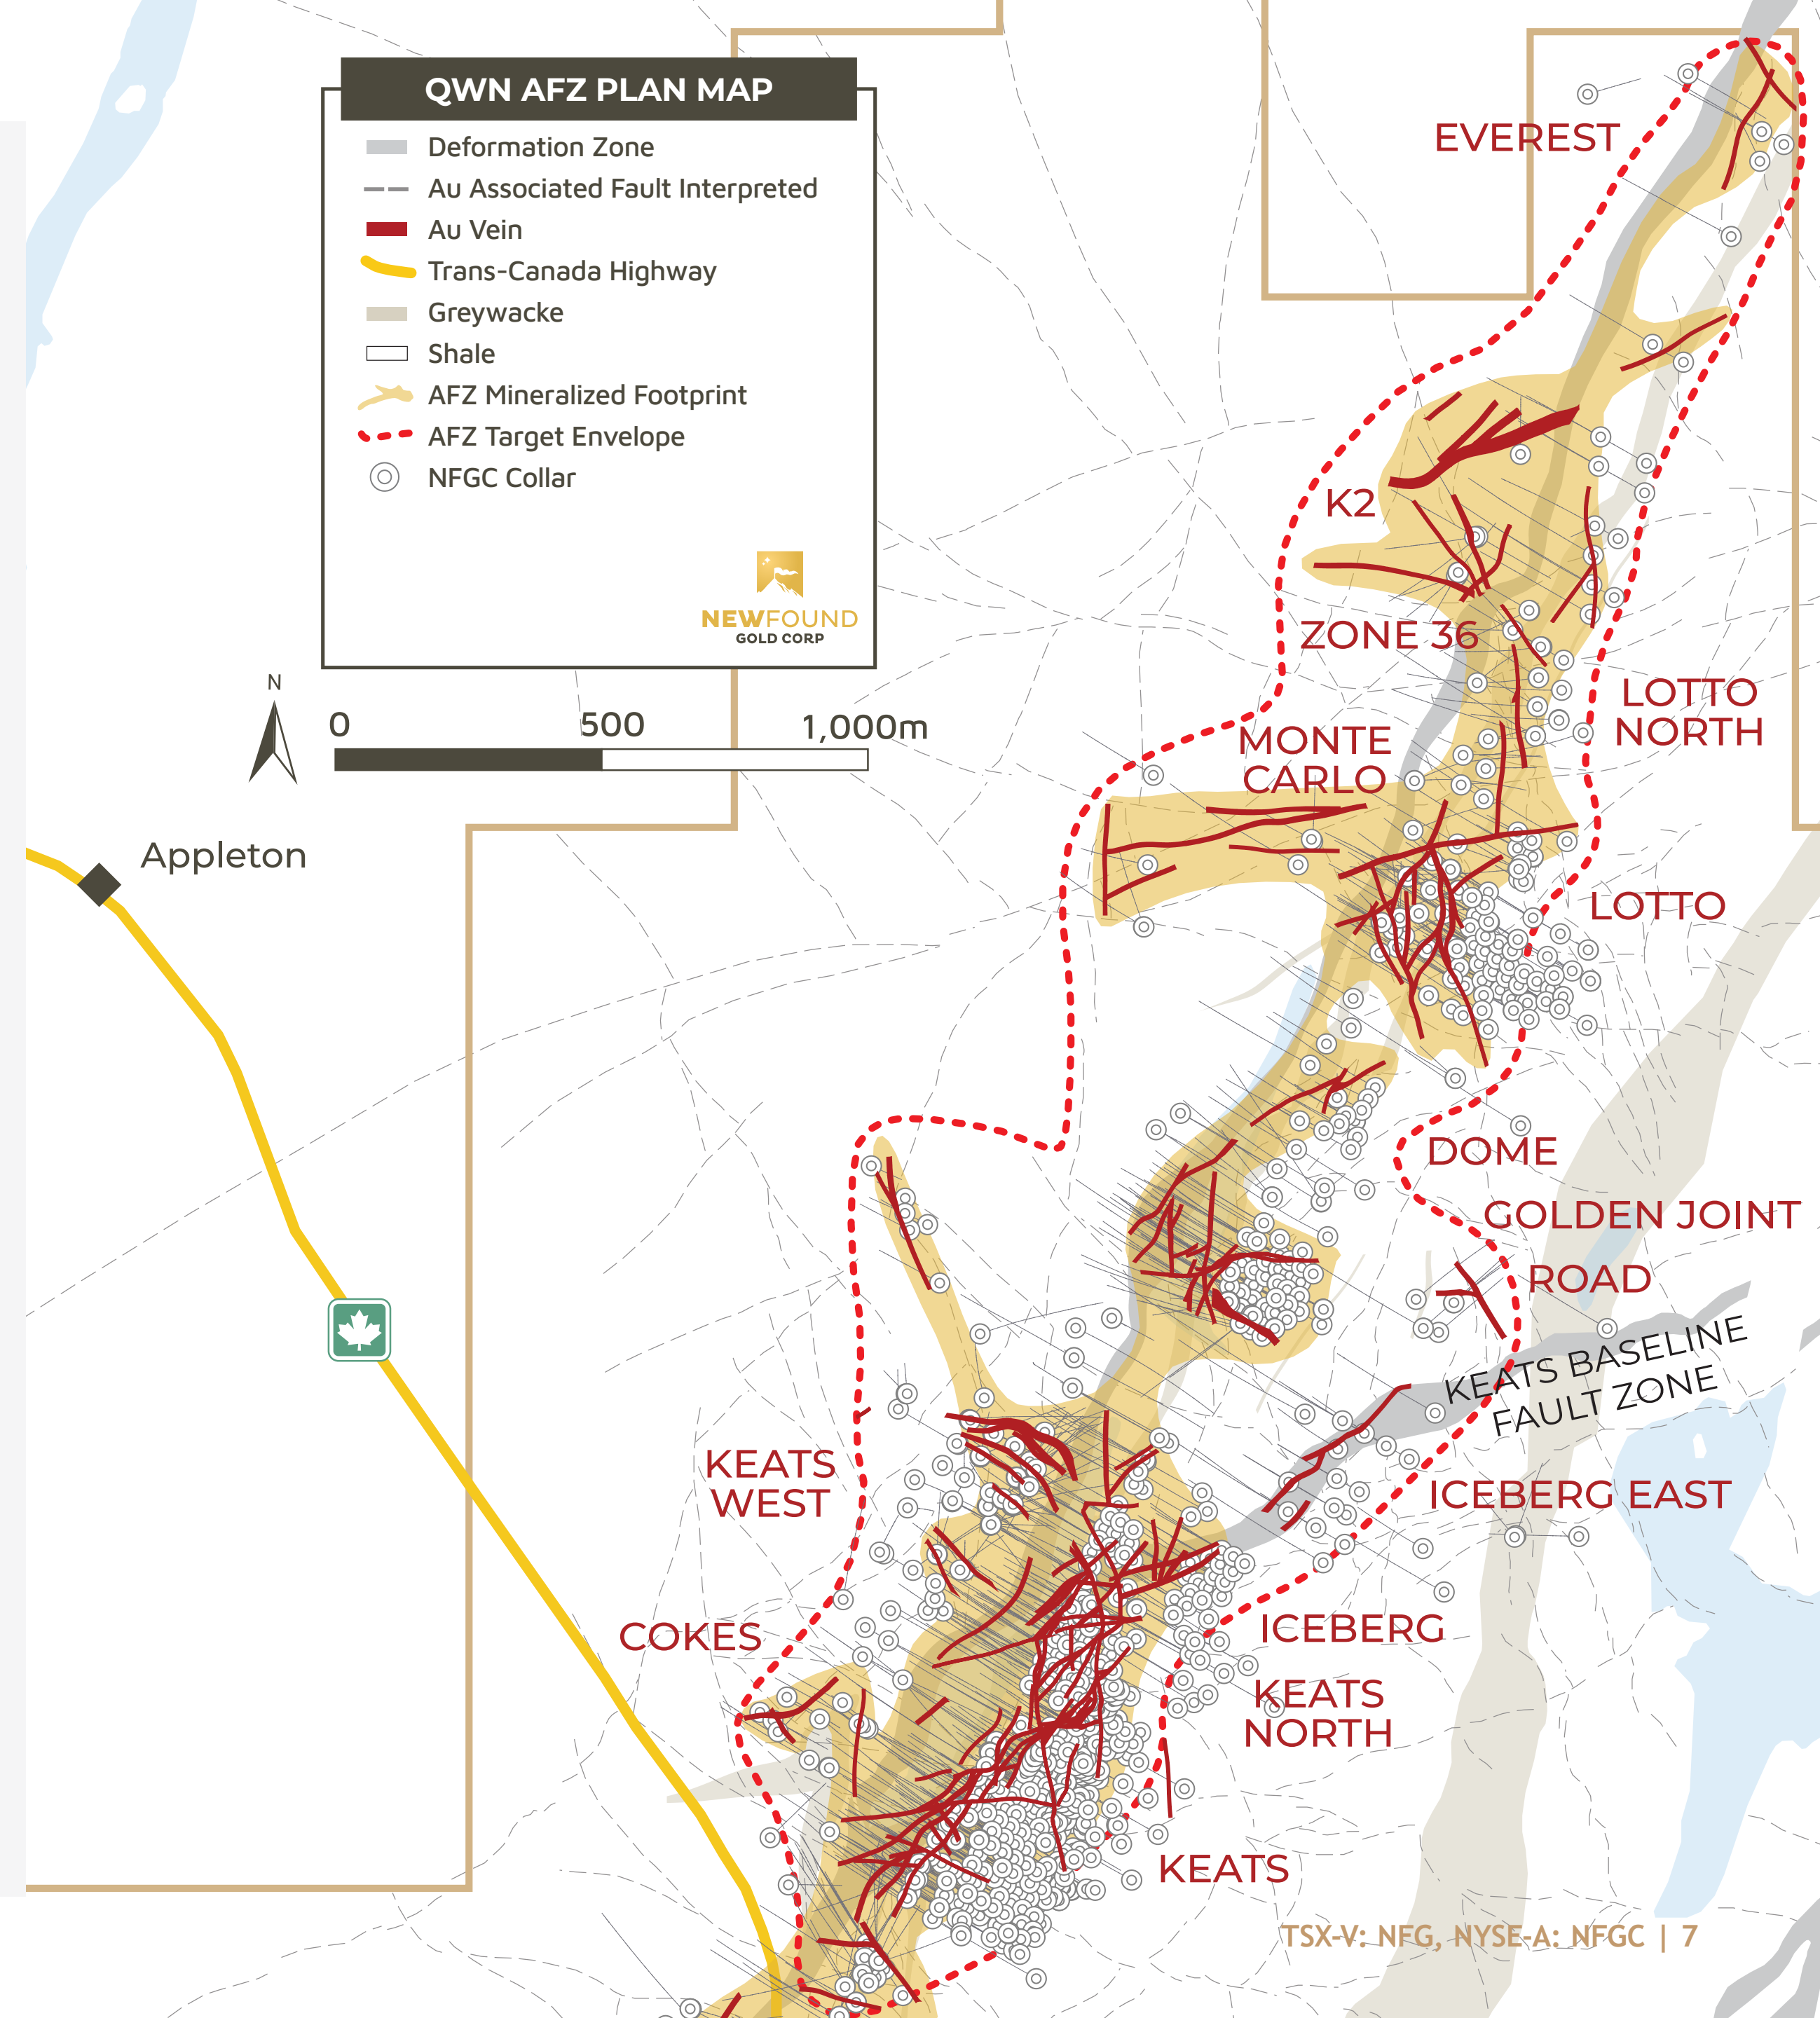 QWN AFZ PLAN MAP
Deformation Zone
Au Associated Fault Interpreted
Au Vein
Trans-Canada Highway
Greywacke
Shale
AFZ Mineralized Footprint
AFZ Target Envelope
NFGC Collar
NEWFOUND
GOLD CORP
N
0 500 1,000m
Appleton
EVEREST
K2
ZONE 36
LOTTO
NORTH
MONTE
CARLO
LOTTO
DOME
GOLDEN JOINT
ROAD
KEATS BASELINE
FAULT ZONE
KEATS
WEST
ICEBERG EAST
COKES
ICEBERG
KEATS
NORTH
KEATS
TSX-V: NFG, NYSE-A: NFGC | 7